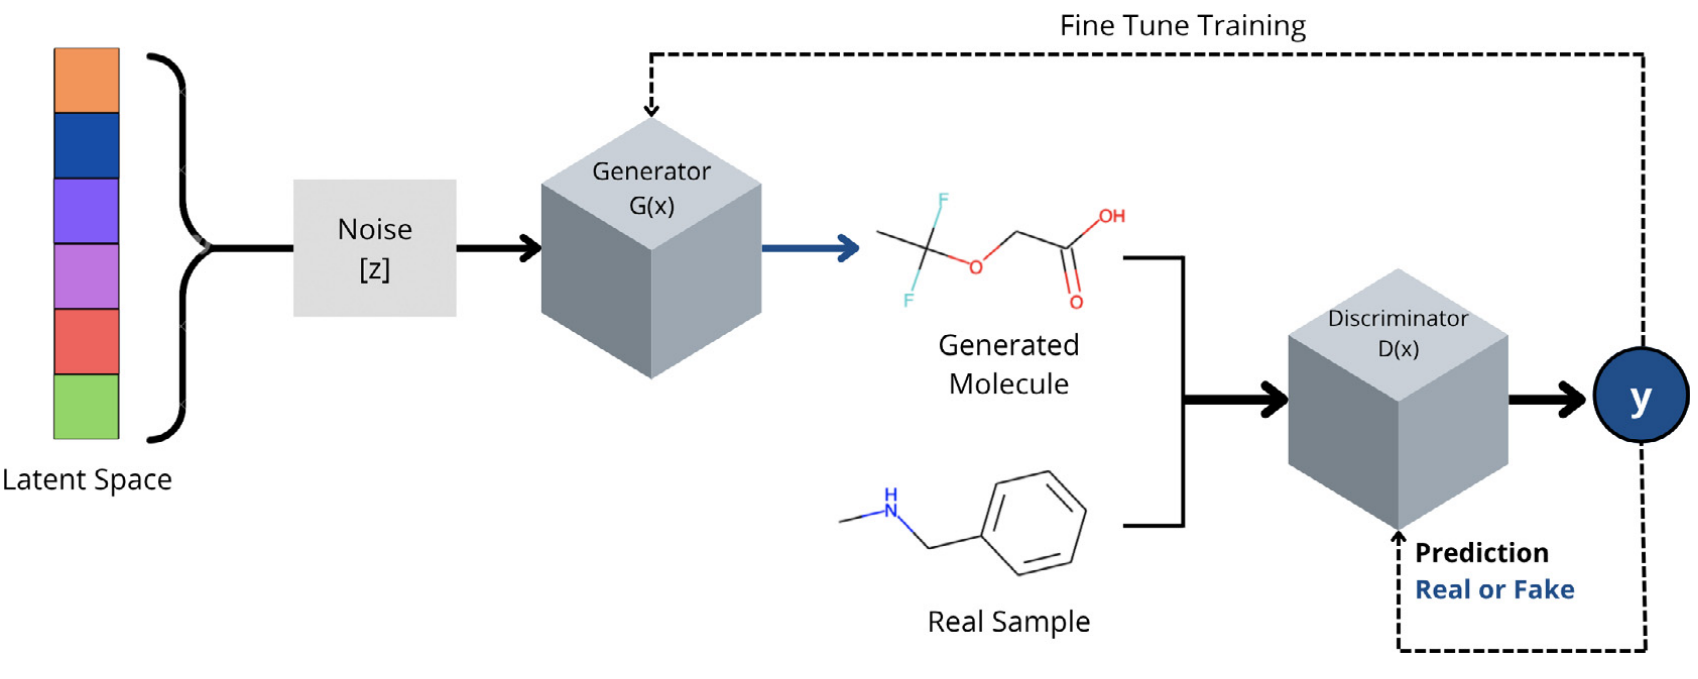 Fine Tune Training
Generator
G(x)
Noise
[z]
F
F
O
OH
O
Generated
Molecule
Discriminator
D(x)
y
Latent Space
H
N
Real Sample
Prediction
Real or Fake